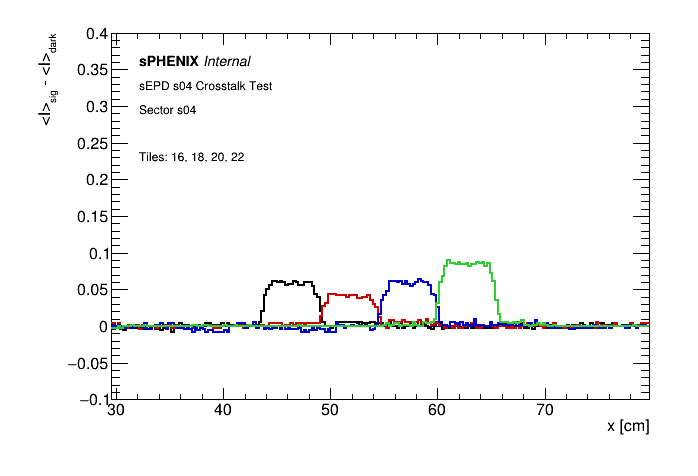 <I>sig - <I>dark
0.4
0.35
0.3
0.25
0.2
0.15
0.1
0.05
0
−0.05
−0.1
sPHENIX Internal
sEPD s04 Crosstalk Test
Sector s04
Tiles: 16, 18, 20, 22
30 40 50 60 70
x [cm]